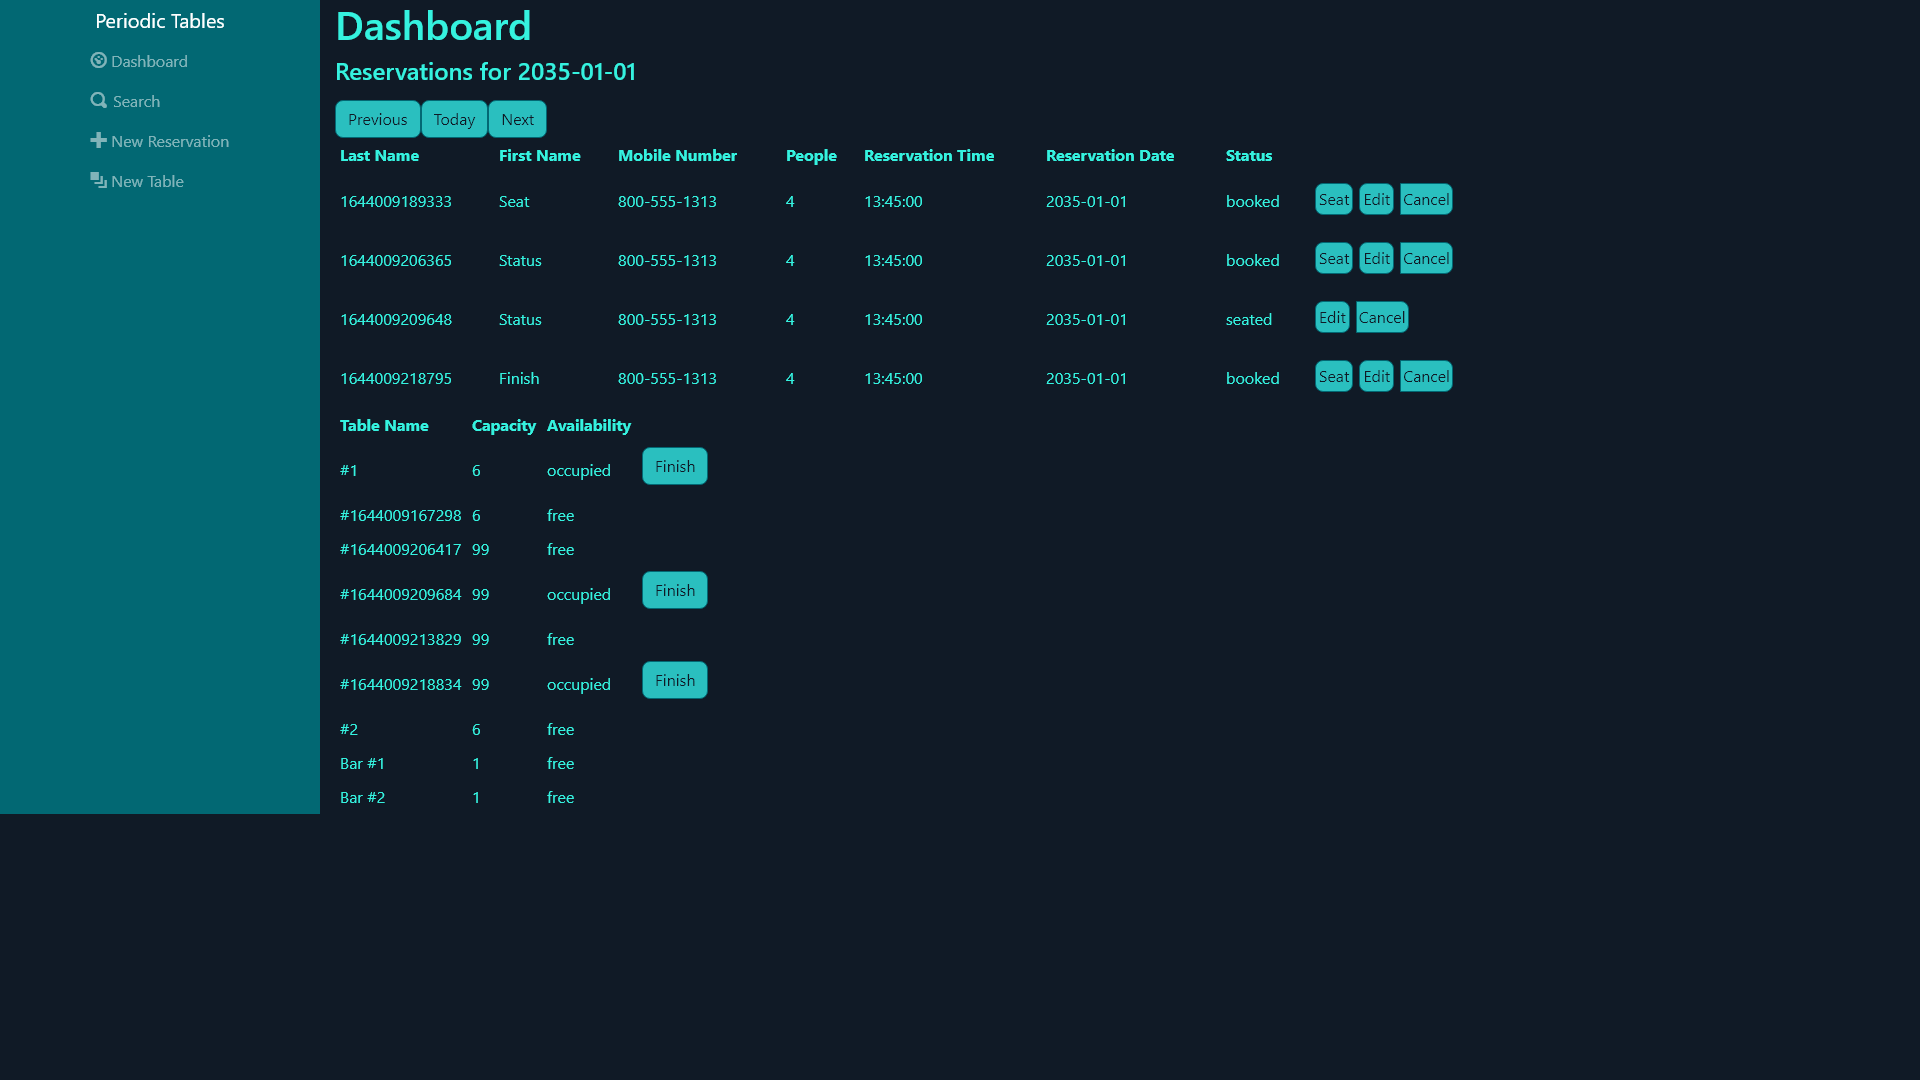 Periodic Tables
Dashboard
Search
New Reservation
New Table
Dashboard
Reservations for 2035-01-01
Previous Today Next
Last Name First Name Mobile Number People Reservation Time Reservation Date Status
1644009189333 Seat 800-555-1313 4 13:45:00 2035-01-01 booked Seat Edit Cancel
1644009206365 Status 800-555-1313 4 13:45:00 2035-01-01 booked Seat Edit Cancel
1644009209648 Status 800-555-1313 4 13:45:00 2035-01-01 seated Edit Cancel
1644009218795 Finish 800-555-1313 4 13:45:00 2035-01-01 booked Seat Edit Cancel
Table Name Capacity Availability
#1 6 occupied Finish
#1644009167298 6 free
#1644009206417 99 free
#1644009209684 99 occupied Finish
#1644009213829 99 free
#1644009218834 99 occupied Finish
#2 6 free
Bar #1 1 free
Bar #2 1 free